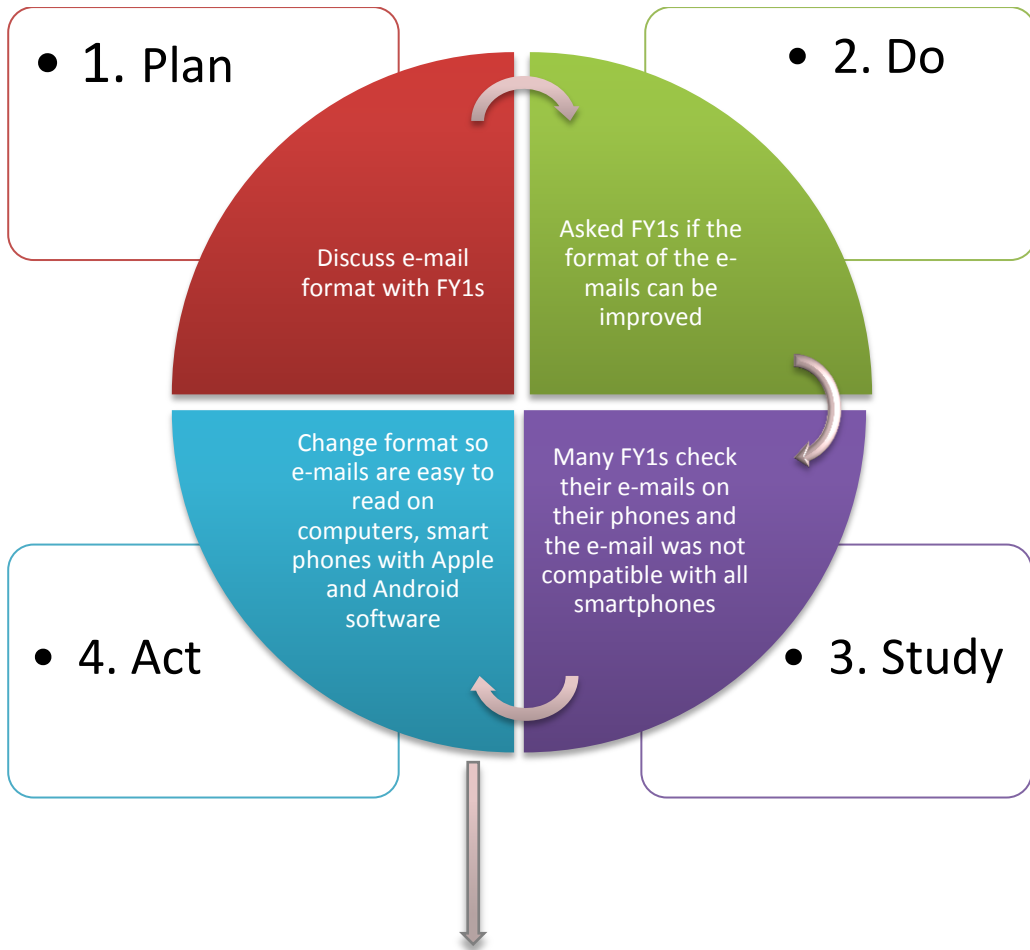 • 1. Plan
Discuss e-mail
format with FY1s
• 2. Do
Asked FY1s if the
format of the e-
mails can be
improved
• 3. Study
Many FY1s check
their e-mails on
their phones and
the e-mail was not
compatible with all
smartphones
• 4. Act
Change format so
e-mails are easy to
read on
computers, smart
phones with Apple
and Android
software